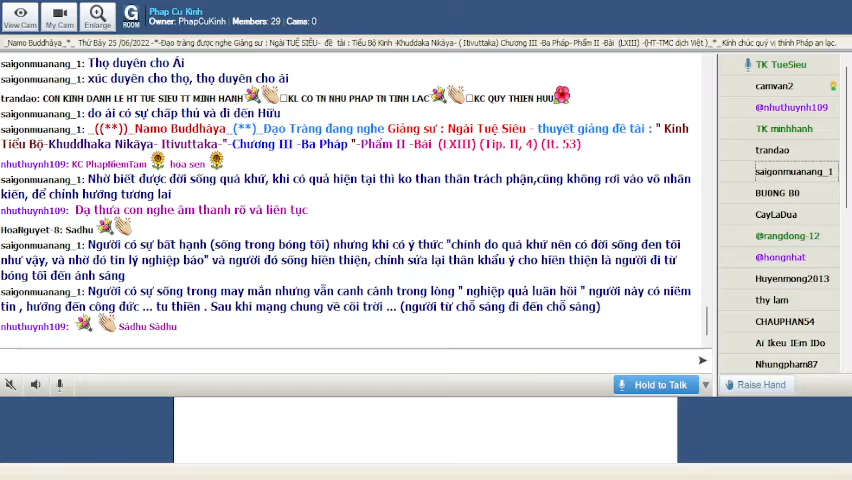 Phap Cu Kinh
Owner: PhapCuKinh | Members: 29 | Cams: 0
View Cam
My Cam
Enlarge
G
ROOM
_Namo Buddhàya_*_ Thứ Bảy 25 /06/2022 -*-Đạo tràng được nghe Giảng sư : Ngài TUỆ SIÊU- đề tài : Tiểu Bộ Kinh -Khuddaka Nikàya- ( Itivuttaka) Chương III -Ba Pháp- Phẩm II -Bài (LXIII) -(HT-TMC dịch Việt )_*_ Kính chúc quý vị thính Pháp an lạc.
saigonmuanang_1: Thọ duyên cho Ái
saigonmuanang_1: xúc duyên cho thọ, thọ duyên cho ái
trandao: CON KINH DANH LE HT TUE SIEU TT MINH HANH □KL CO TN NHU PHAP TN TINH LAC □KC QUY THIEN HUU
saigonmuanang_1: do ái có sự chấp thủ và đi đến Hữu
saigonmuanang_1: _((**))_ Namo Buddhàya_(**)_Đạo Tràng đang nghe Giảng sư : Ngài Tuệ Siêu - thuyết giảng đề tài : " Kinh
Tiểu Bộ-Khuddaka Nikàya- Itivuttaka-"-Chương III -Ba Pháp "-Phẩm II -Bài (LXIII) (Tip. II, 4) (It. 53)
nhuthuynh109: KC PhapNiemTam hoa sen
saigonmuanang_1: Nhờ biết được đời sống quá khứ, khi có quả hiện tại thì ko than thân trách phận,cũng không rơi vào vô nhân
kiến, để chỉnh hướng tương lai
nhuthuynh109: Dạ thưa con nghe âm thanh rõ và liên tục
HoaNguyet-8: Sadhu
saigonmuanang_1: Người có sự bất hạnh (sống trong bóng tối) nhưng khi có ý thức "chính do quá khứ nên có đời sống đen tối
như vậy, và nhờ đó tin lý nghiệp báo" và người đó sống hiền thiện, chỉnh sửa lại thân khẩu ý cho hiền thiện là người đi từ
bóng tối đến ánh sáng
saigonmuanang_1: Người có sự sống trong may mắn nhưng vẫn canh cánh trong lòng " nghiệp quả luân hồi " người này có niềm
tin , hướng đến công đức ... tu thiền . Sau khi mạng chung về cõi trời ... (người từ chỗ sáng đi đến chỗ sáng)
nhuthuynh109: Sàdhu Sàdhu
Hold to Talk
TK TueSieu
camvan2
@nhuthuynh109
TK minhhanh
trandao
saigonmuanang_1
BU0NG B0
CayLaDua
@rangdong-12
@hongnhat
Huyenmong2013
thy lam
CHAUPHAN54
Ai lkeu IEm IDo
Nhungpham87
Raise Hand